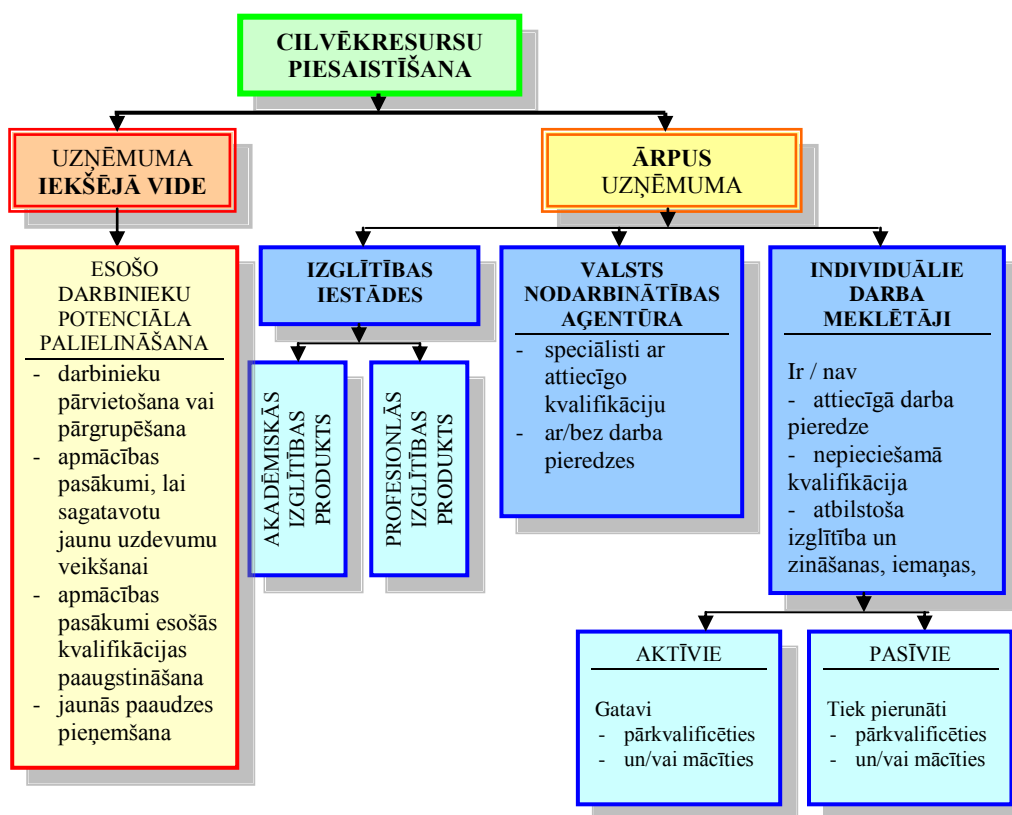 CILVĒKRESURSU
PIESAISTĪŠANA
UZŅĒMUMA
IEKŠĒJĀ VIDE
ĀRPUS
UZŅĒMUMA
ESOŠO
DARBINIEKU
POTENCIĀLA
PALIELINĀŠANA
- darbinieku
pārvietošana vai
pārgrupēšana
- apmācības
pasākumi, lai
sagatavotu
jaunu uzdevumu
veikšanai
- apmācības
pasākumi esošās
kvalifikācijas
paaugstināšana
- jaunās paaudzes
pieņemšana
IZGLĪTĪBAS
IESTĀDES
AKADĒMISKĀS
IZGLĪTĪBAS
PRODUKTS
PROFESIONLĀS
IZGLĪTĪBAS
PRODUKTS
VALSTS
NODARBINĀTĪBAS
AĢENTŪRA
- speciālisti ar
attiecīgo
kvalifikāciju
- ar/bez darba
pieredzes
INDIVIDUĀLIE
DARBA
MEKLĒTĀJI
Ir / nav
- attiecīgā darba
pieredze
- nepieciešamā
kvalifikācija
- atbilstoša
izglītība un
zināšanas, iemaņas,
AKTĪVIE
Gatavi
- pārkvalificēties
- un/vai mācīties
PASĪVIE
Tiek pierunāti
- pārkvalificēties
- un/vai mācīties